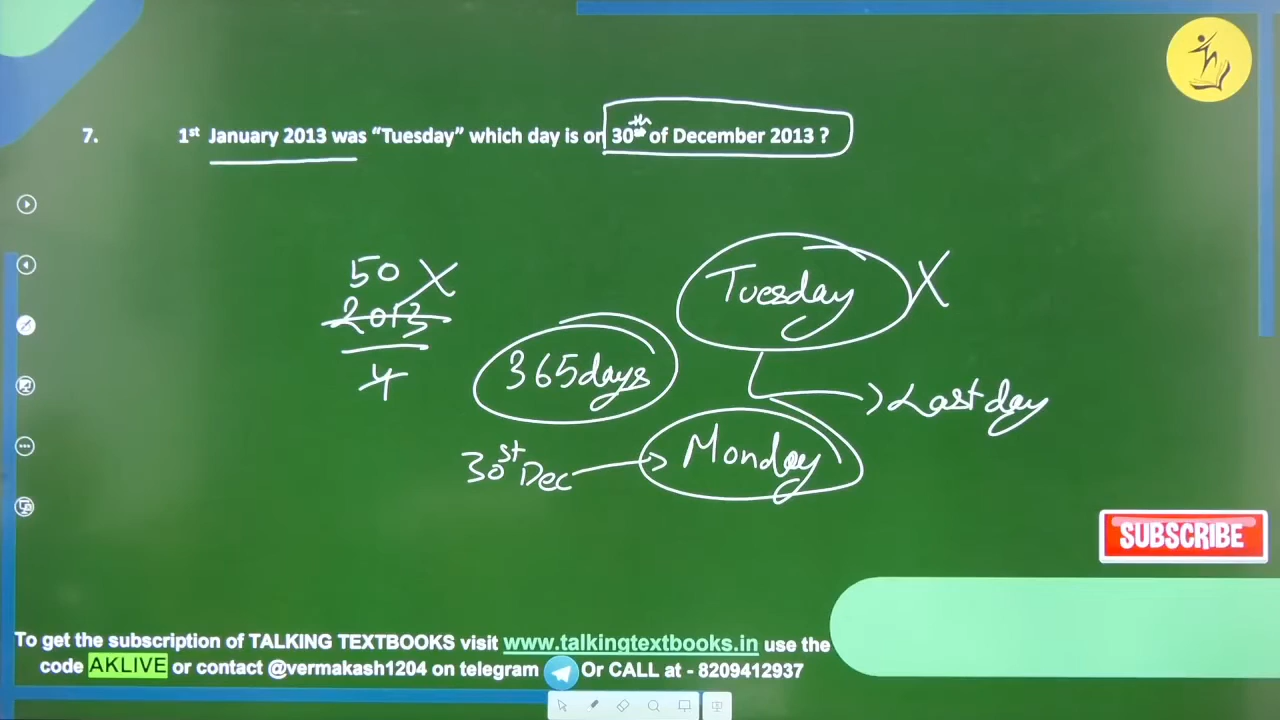 7. 1st January 2013 was “Tuesday” which day is on 30th of December 2013 ?
50 X
2013
4
365days
Tuesday X
Last day
30st Dec → Monday
SUBSCRIBE
To get the subscription of TALKING TEXTBOOKS visit www.talkingtextbooks.in use the
code AKLIVE or contact @vermakash1204 on telegram Or CALL at - 8209412937